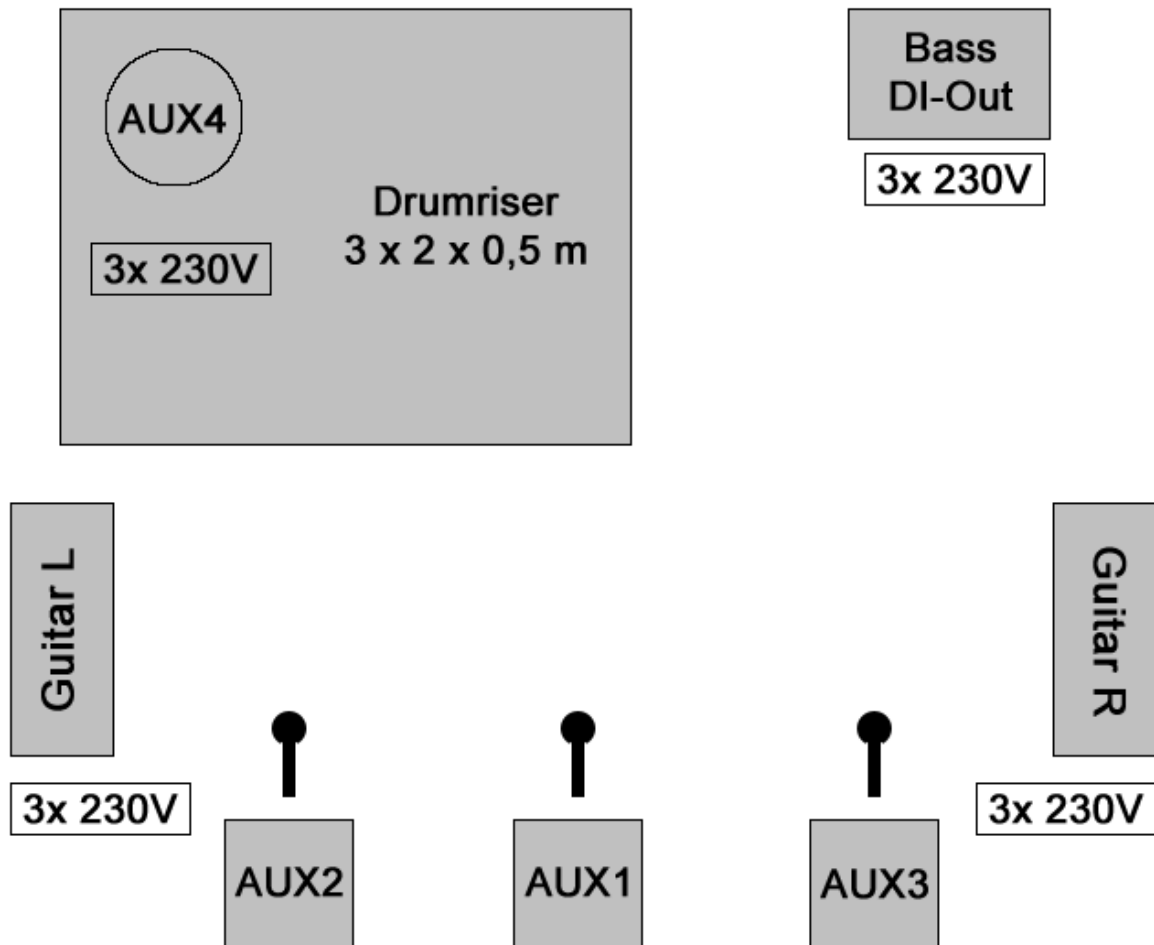 AUX4
Drumriser
3 x 2 x 0,5 m
3x 230V
Bass
DI-Out
3x 230V
Guitar L
3x 230V
Guitar R
3x 230V
AUX2
AUX1
AUX3